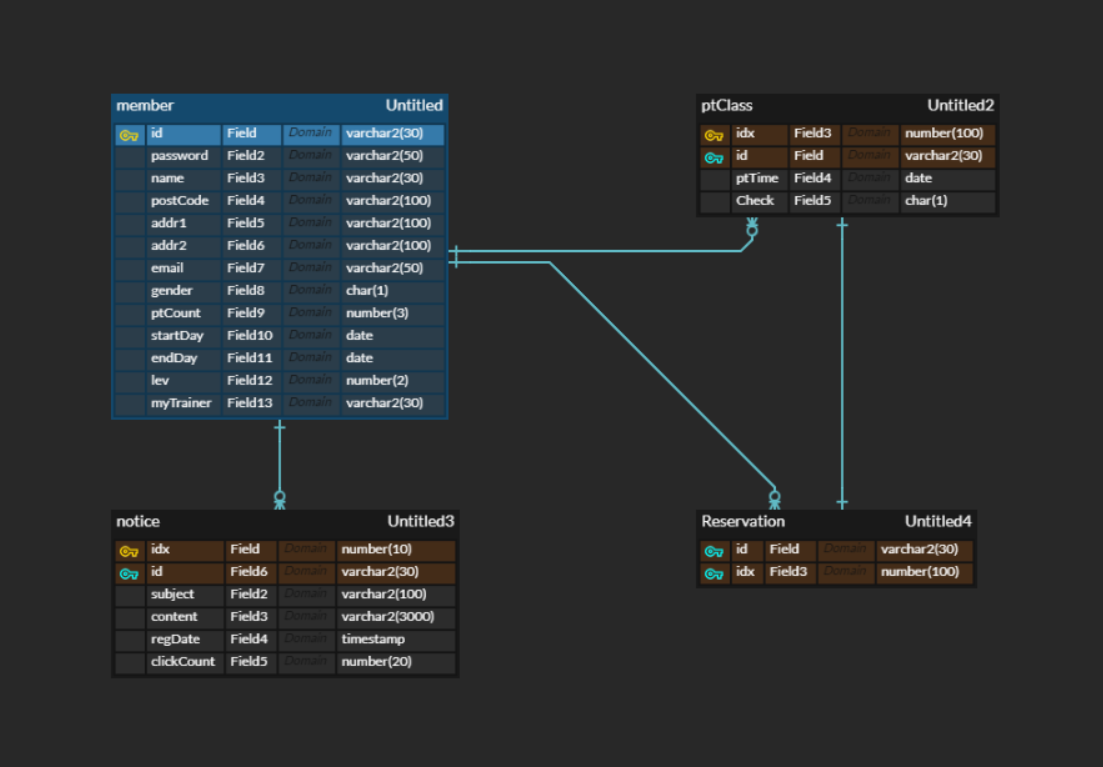 member Untitled
id Field Domain varchar2(30)
password Field2 Domain varchar2(50)
name Field3 Domain varchar2(30)
postCode Field4 Domain varchar2(100)
addr1 Field5 Domain varchar2(100)
addr2 Field6 Domain varchar2(100)
email Field7 Domain varchar2(50)
gender Field8 Domain char(1)
ptCount Field9 Domain number(3)
startDay Field10 Domain date
endDay Field11 Domain date
lev Field12 Domain number(2)
myTrainer Field13 Domain varchar2(30)
ptClass Untitled2
idx Field3 Domain number(100)
id Field Domain varchar2(30)
ptTime Field4 Domain date
Check Field5 Domain char(1)
notice Untitled3
idx Field Domain number(10)
id Field6 Domain varchar2(30)
subject Field2 Domain varchar2(100)
content Field3 Domain varchar2(3000)
regDate Field4 Domain timestamp
clickCount Field5 Domain number(20)
Reservation Untitled4
id Field Domain varchar2(30)
idx Field3 Domain number(100)